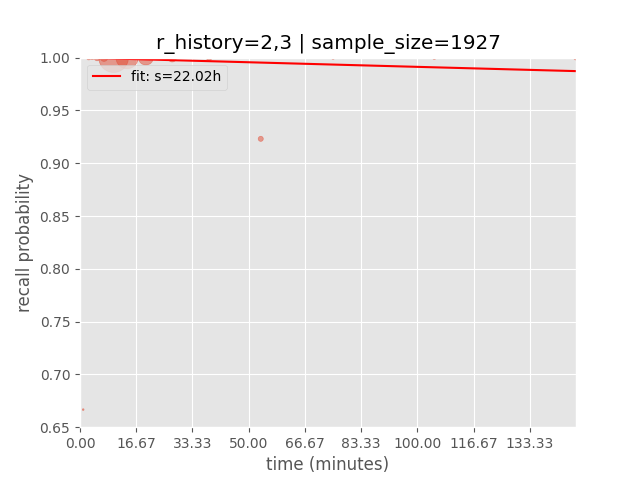 r_history=2,3 | sample_size=1927
fit: s=22.02h
recall probability
1.00
0.95
0.90
0.85
0.80
0.75
0.70
0.65
0.00 16.67 33.33 50.00 66.67 83.33 100.00 116.67 133.33
time (minutes)